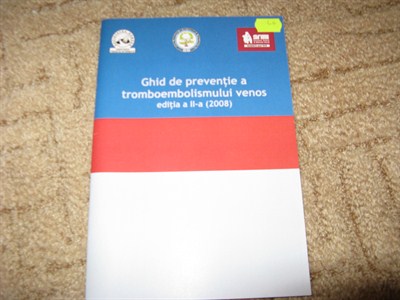 Ghid de prevenție a
tromboembolismului venos
ediția a II-a (2008)